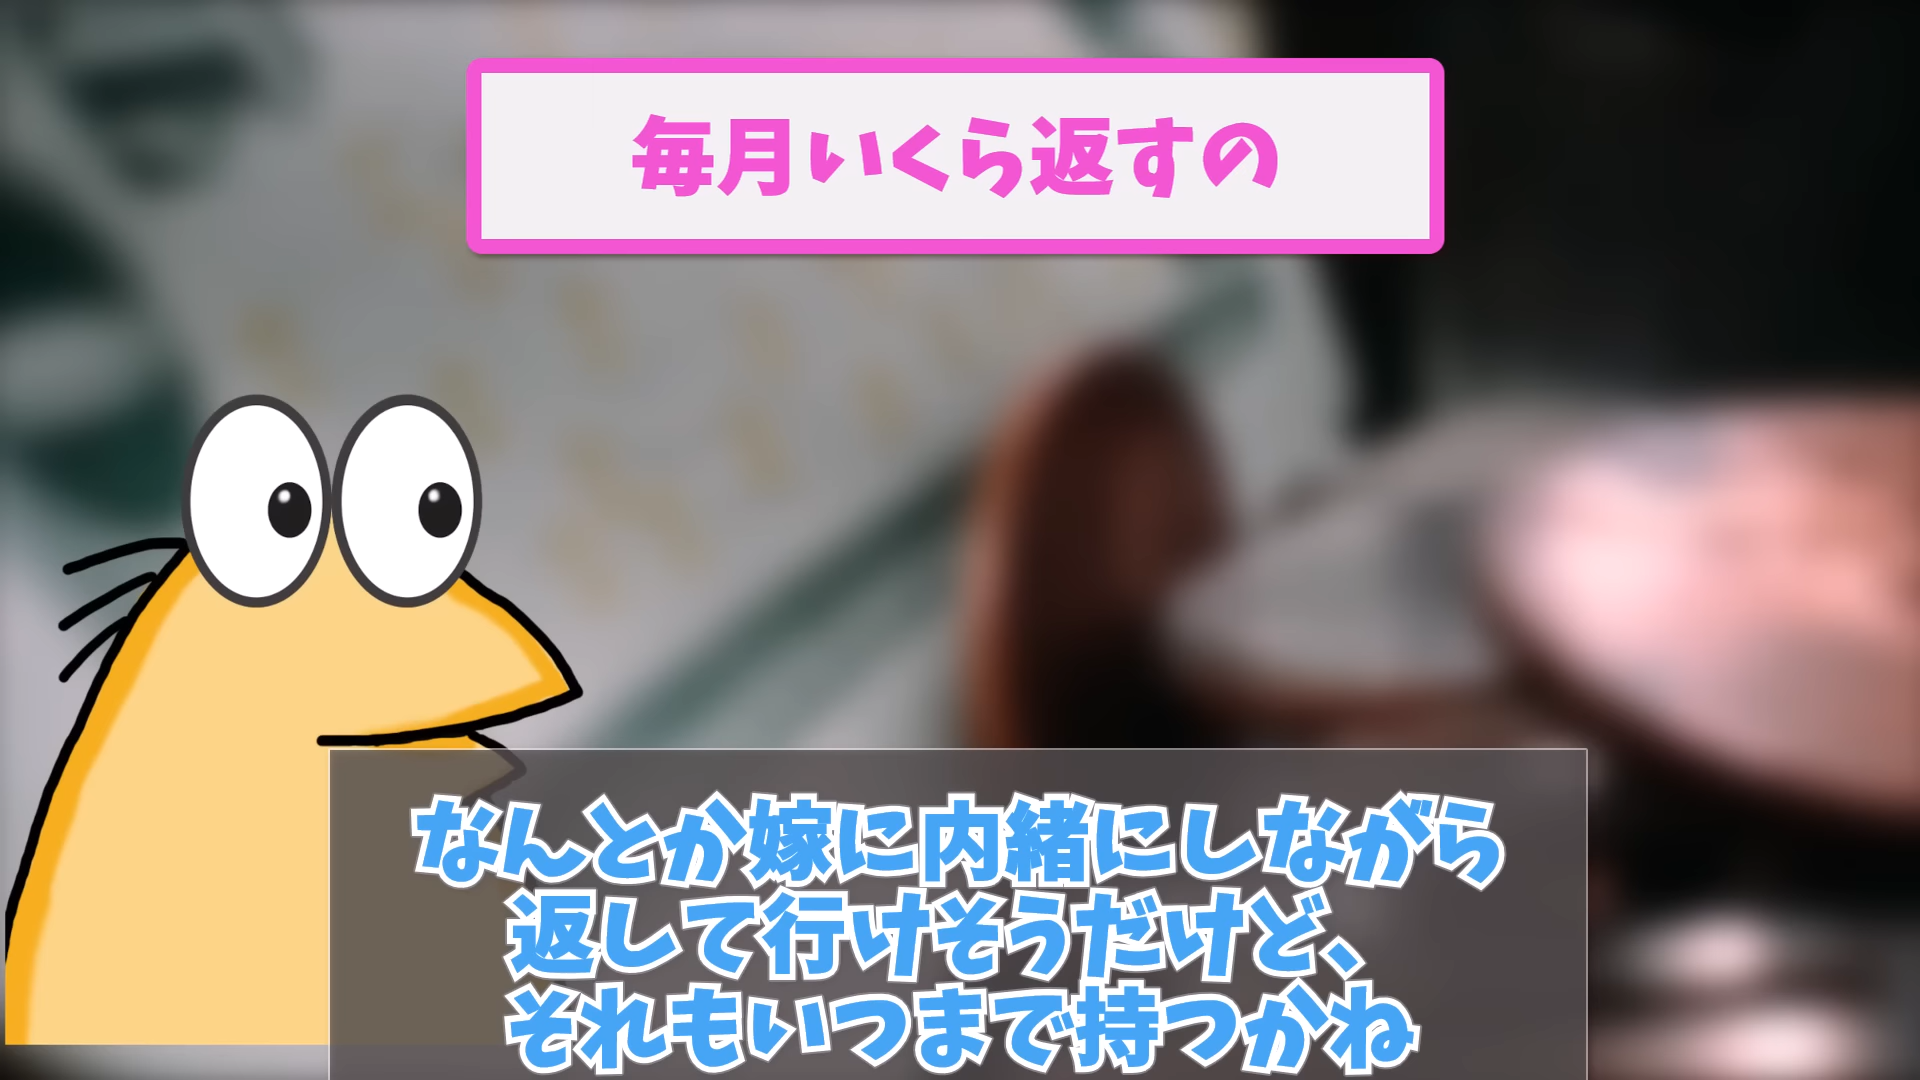 毎月いくら返すの
なんとか嫁に内緒にしながら
返して行けそうだけど、
それもいつまで持つかね